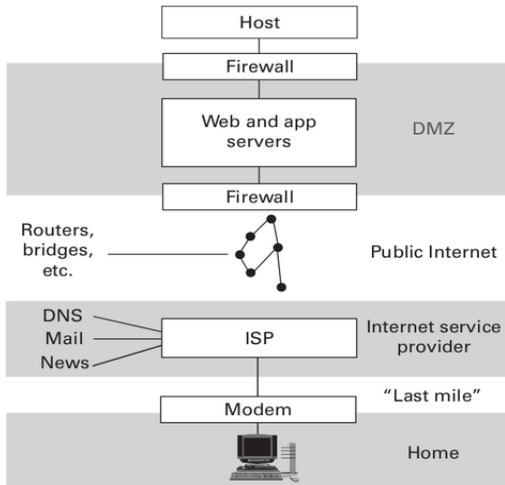 Host
Firewall
Web and app
servers
DMZ
Firewall
Routers,
bridges,
etc.
Public Internet
DNS
Mail
News
ISP
Internet service
provider
“Last mile”
Modem
Home